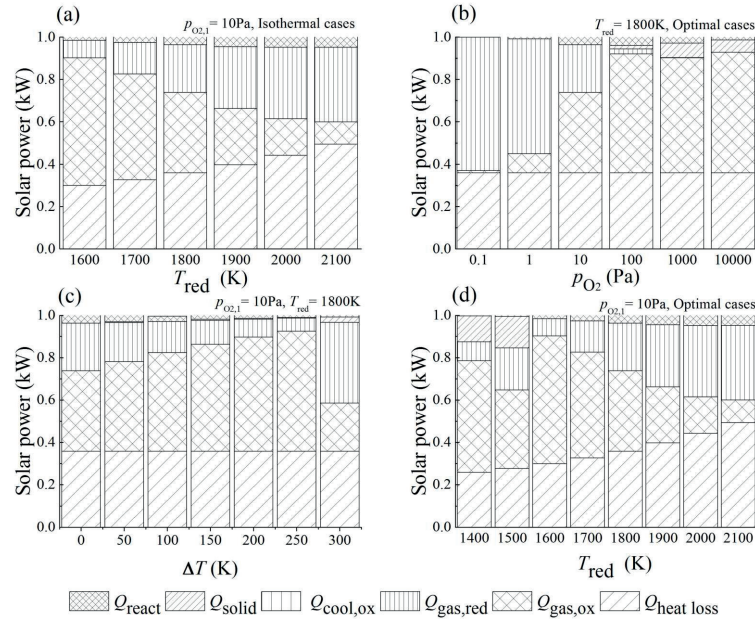 (a)
p_O2,1 = 10Pa, Isothermal cases
Solar power (kW)
1.0
0.8
0.6
0.4
0.2
0.0
1600 1700 1800 1900 2000 2100
T_red (K)
(b)
T_red = 1800K, Optimal cases
Solar power (kW)
1.0
0.8
0.6
0.4
0.2
0.0
0.1 1 10 100 1000 10000
p_O2 (Pa)
(c)
p_O2,1 = 10Pa, T_red = 1800K
Solar power (kW)
1.0
0.8
0.6
0.4
0.2
0.0
0 50 100 150 200 250 300
ΔT (K)
(d)
p_O2,1 = 10Pa, Optimal cases
Solar power (kW)
1.0
0.8
0.6
0.4
0.2
0.0
1400 1500 1600 1700 1800 1900 2000 2100
T_red (K)
Q_react Q_solid Q_cool,ox Q_gas,red Q_gas,ox Q_heat loss